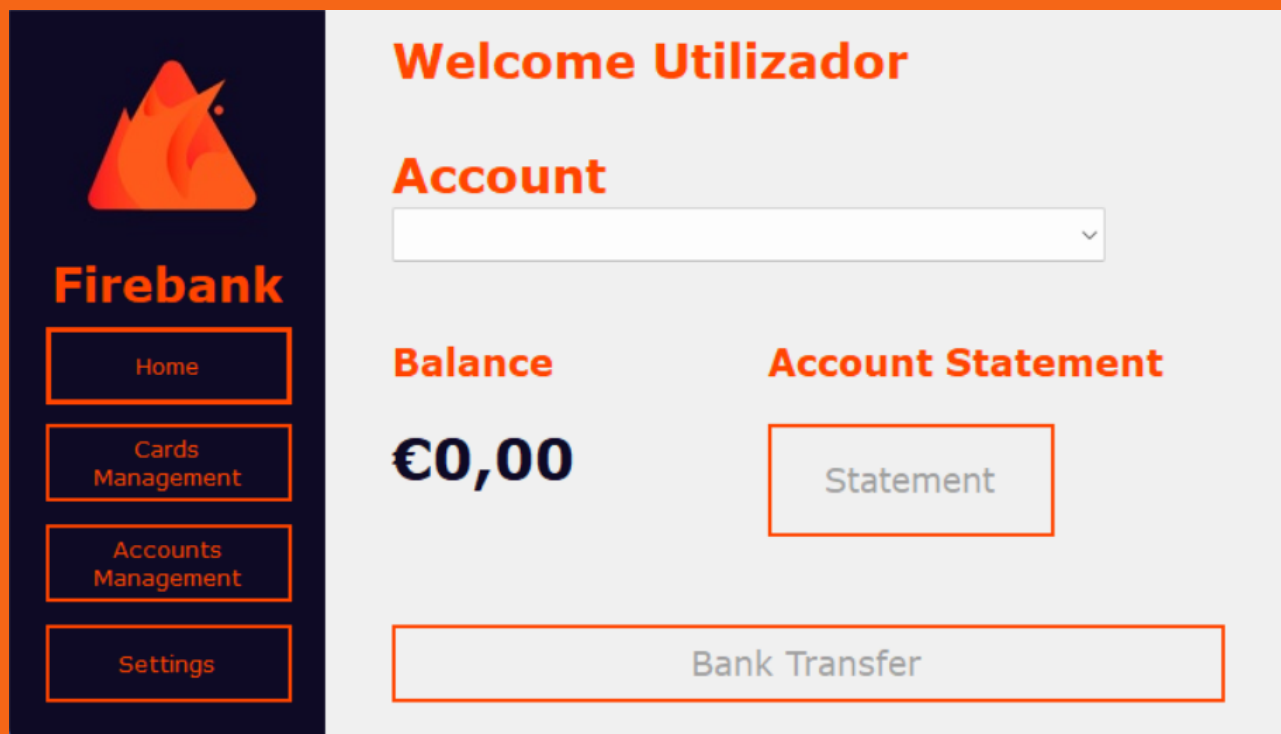 Firebank
Home
Cards
Management
Accounts
Management
Settings
Welcome Utilizador
Account
Balance
€0,00
Account Statement
Statement
Bank Transfer